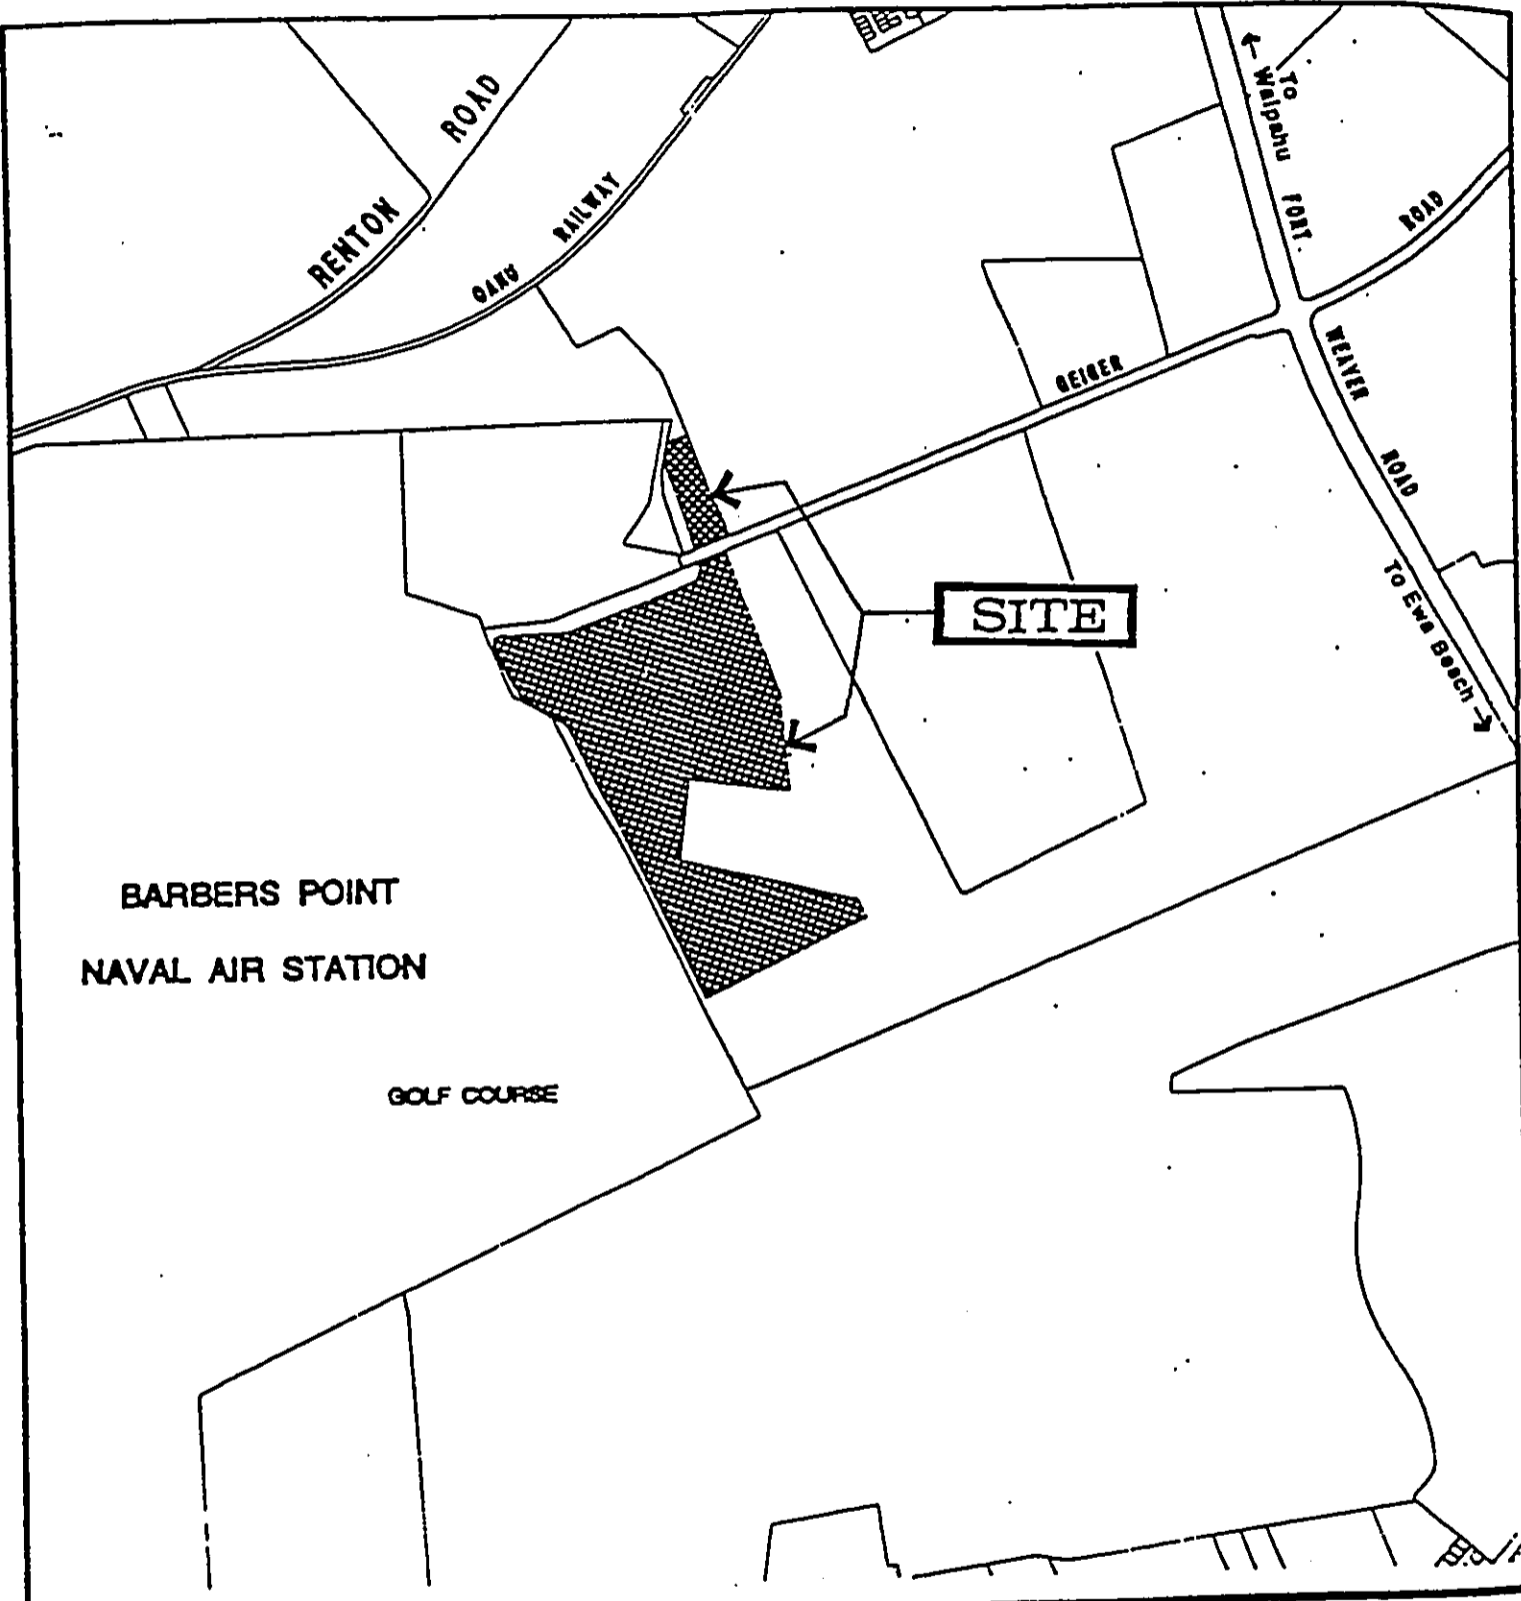 RENTON ROAD
OAHU RAILWAY
↑ To
Waipahu
FORT
WEAVER
ROAD
ROAD
GEIGER
SITE
To Ewa Beach →
BARBERS POINT
NAVAL AIR STATION
GOLF COURSE